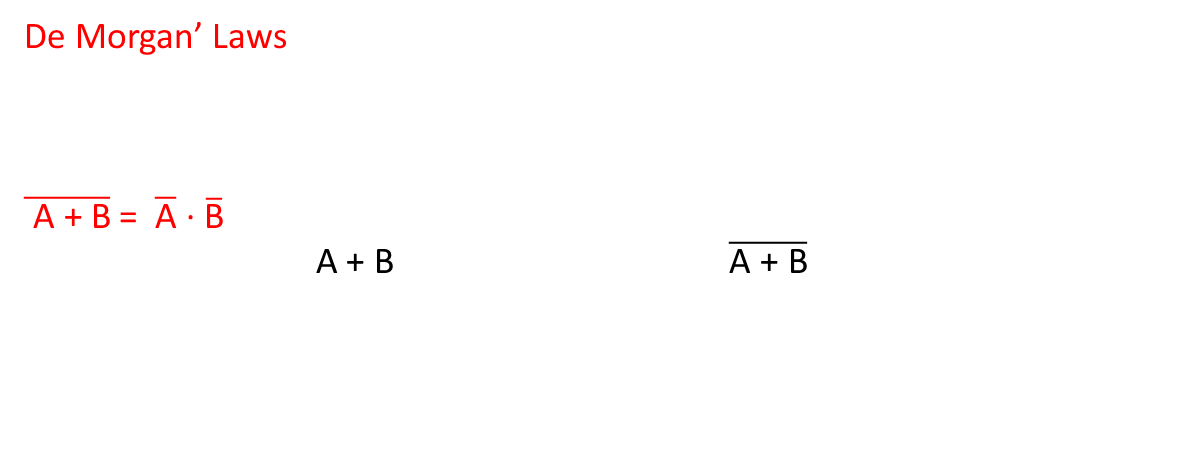 De Morgan’ Laws
A̅ ̅+̅ ̅B̅ = A̅ · B̅
A + B
A̅ ̅+̅ ̅B̅